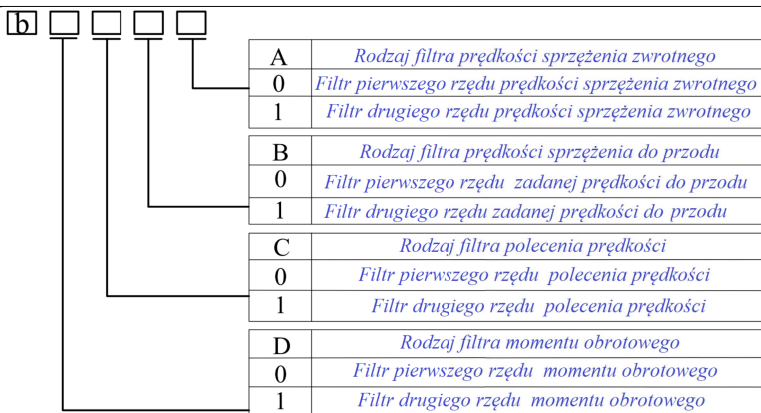 b
A Rodzaj filtra prędkości sprzężenia zwrotnego
0 Filtr pierwszego rzędu prędkości sprzężenia zwrotnego
1 Filtr drugiego rzędu prędkości sprzężenia zwrotnego
B Rodzaj filtra prędkości sprzężenia do przodu
0 Filtr pierwszego rzędu zadanej prędkości do przodu
1 Filtr drugiego rzędu zadanej prędkości do przodu
C Rodzaj filtra polecenia prędkości
0 Filtr pierwszego rzędu polecenia prędkości
1 Filtr drugiego rzędu polecenia prędkości
D Rodzaj filtra momentu obrotowego
0 Filtr pierwszego rzędu momentu obrotowego
1 Filtr drugiego rzędu momentu obrotowego